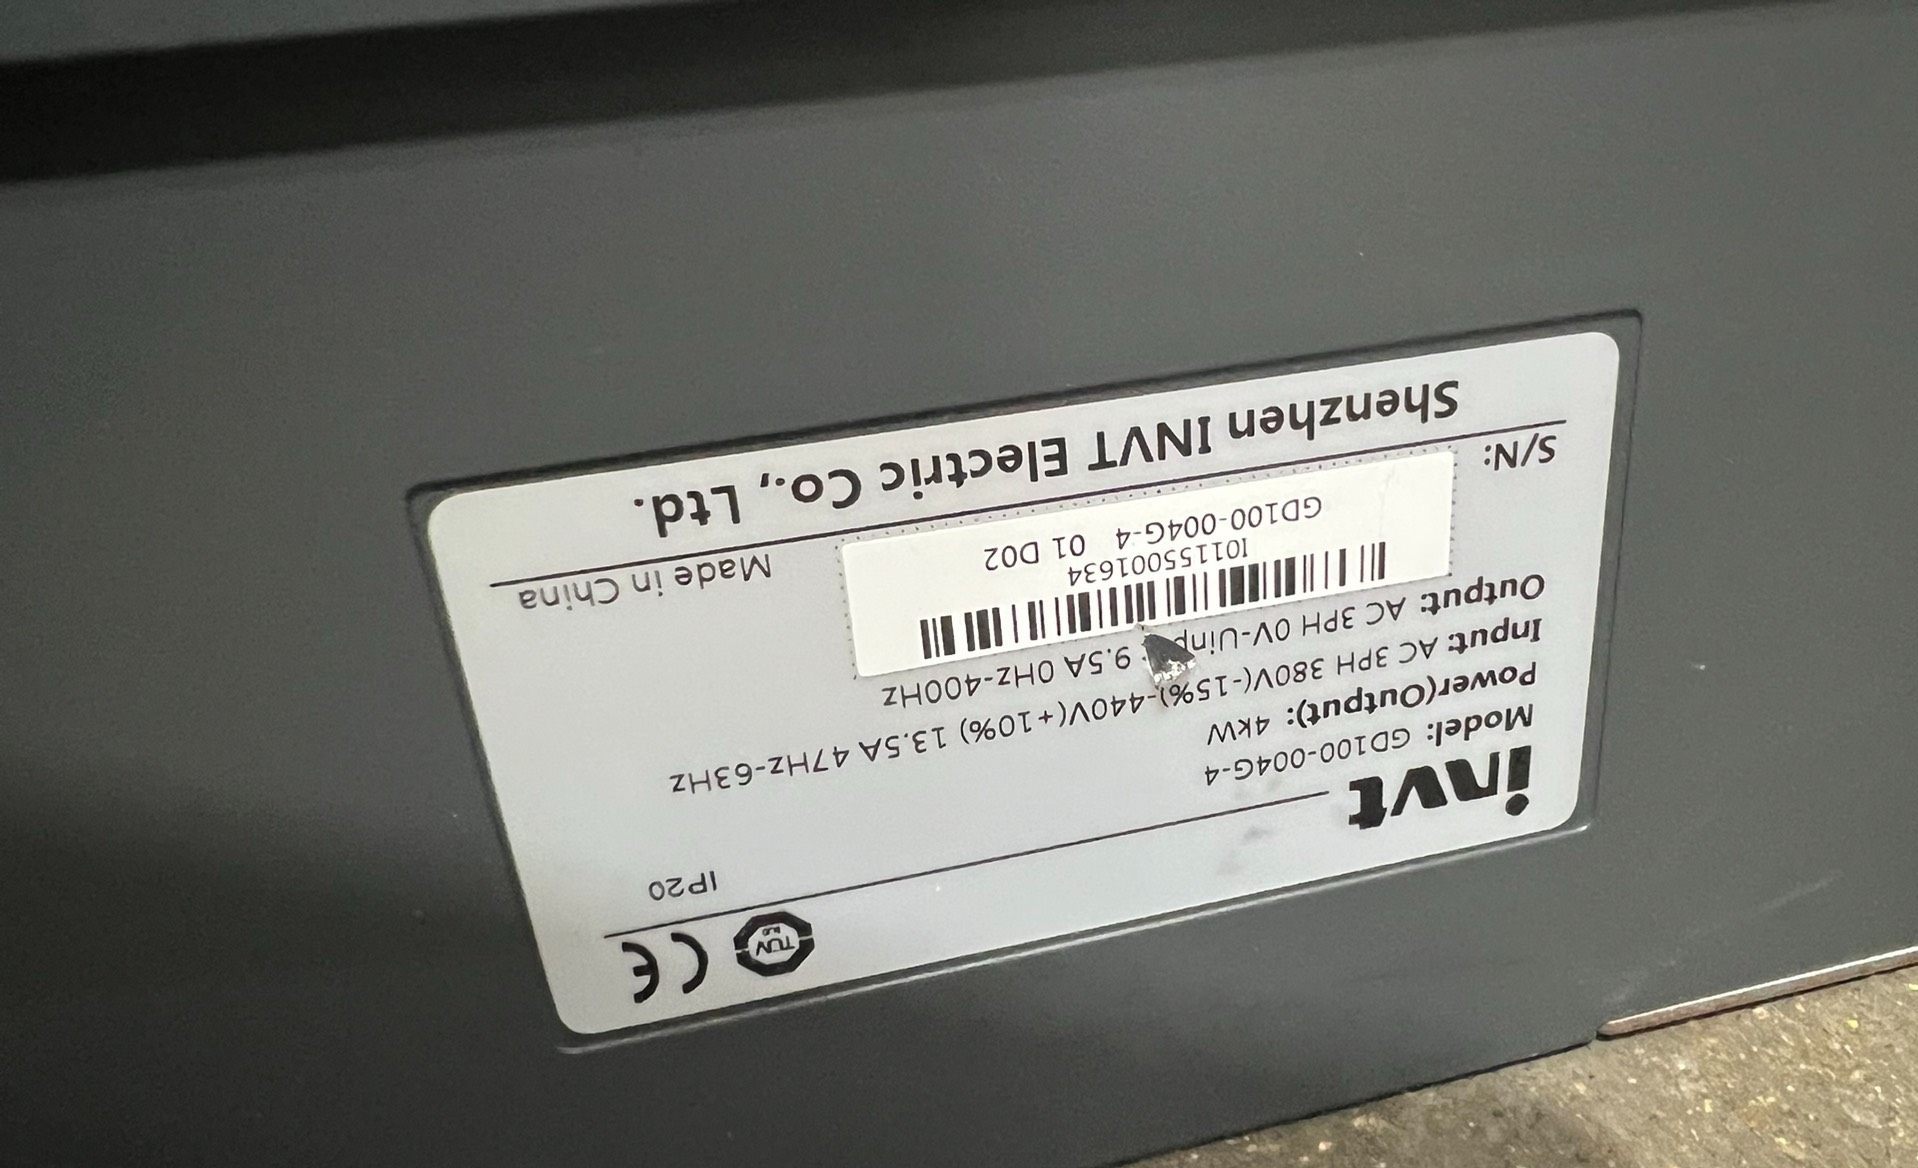 invt
CE
TUV
IP20
Model: GD100-004G-4
Power(Output): 4kW
Input: AC 3PH 380V(-15%)-440V(+10%) 13.5A 47Hz-63Hz
Output: AC 3PH 0V-Uinp 9.5A 0Hz-400Hz
S/N:
I01155001634
GD100-004G-4 01 D02
Made in China
Shenzhen INVT Electric Co., Ltd.